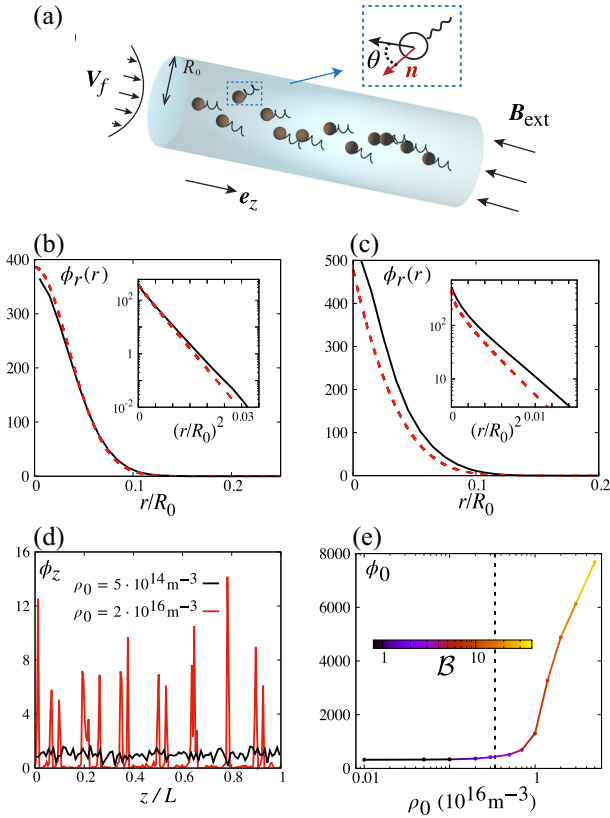 (a)
V_f
R_0
θ
n
B_ext
e_z
(b)
ϕ_r(r)
400
300
200
100
0
10^2
1
10^-2
0
0.03
(r/R_0)^2
0
0.1
0.2
r/R_0
(c)
ϕ_r(r)
500
400
300
200
100
0
10^2
10
0
0.01
(r/R_0)^2
0
0.1
0.2
r/R_0
(d)
ϕ_z
ρ_0 = 5 · 10^14 m^−3
ρ_0 = 2 · 10^16 m^−3
16
12
8
4
0
0
0.2
0.4
0.6
0.8
1
z / L
(e)
ϕ_0
8000
6000
4000
2000
0
1
10
ℬ
0.01
0.1
1
ρ_0 (10^16 m^−3)